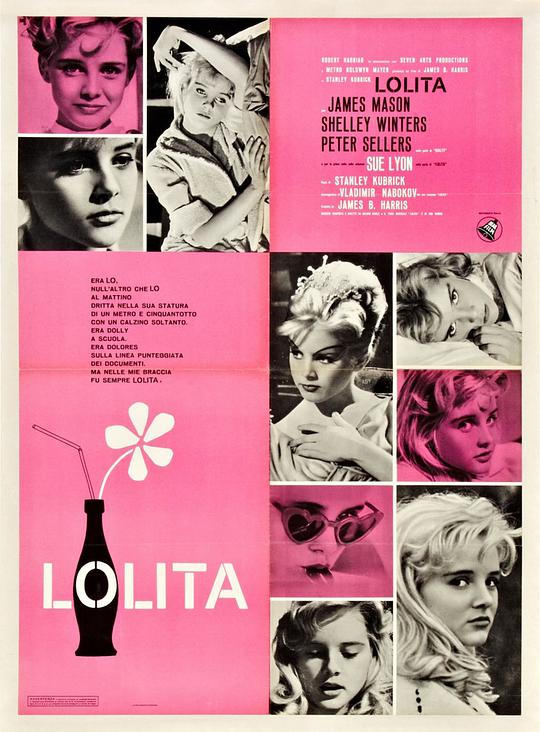 ROBERT HARRIS
SEVEN ARTS PRODUCTIONS
METRO GOLDWYN MAYER
JAMES B. HARRIS
STANLEY KUBRICK
LOLITA
JAMES MASON
SHELLEY WINTERS
PETER SELLERS
SUE LYON
STANLEY KUBRICK
VLADIMIR NABOKOV
JAMES B. HARRIS
ERA LO,
NULL'ALTRO CHE LO
AL MATTINO
DRITTA NELLA SUA STATURA
DI UN METRO E CINQUANTOTTO
CON UN CALZINO SOLTANTO.
ERA DOLLY
A SCUOLA.
ERA DOLORES
SULLA LINEA PUNTEGGIATA
DEI DOCUMENTI.
MA NELLE MIE BRACCIA
FU SEMPRE LOLITA.
LOLITA
AVVERTENZA